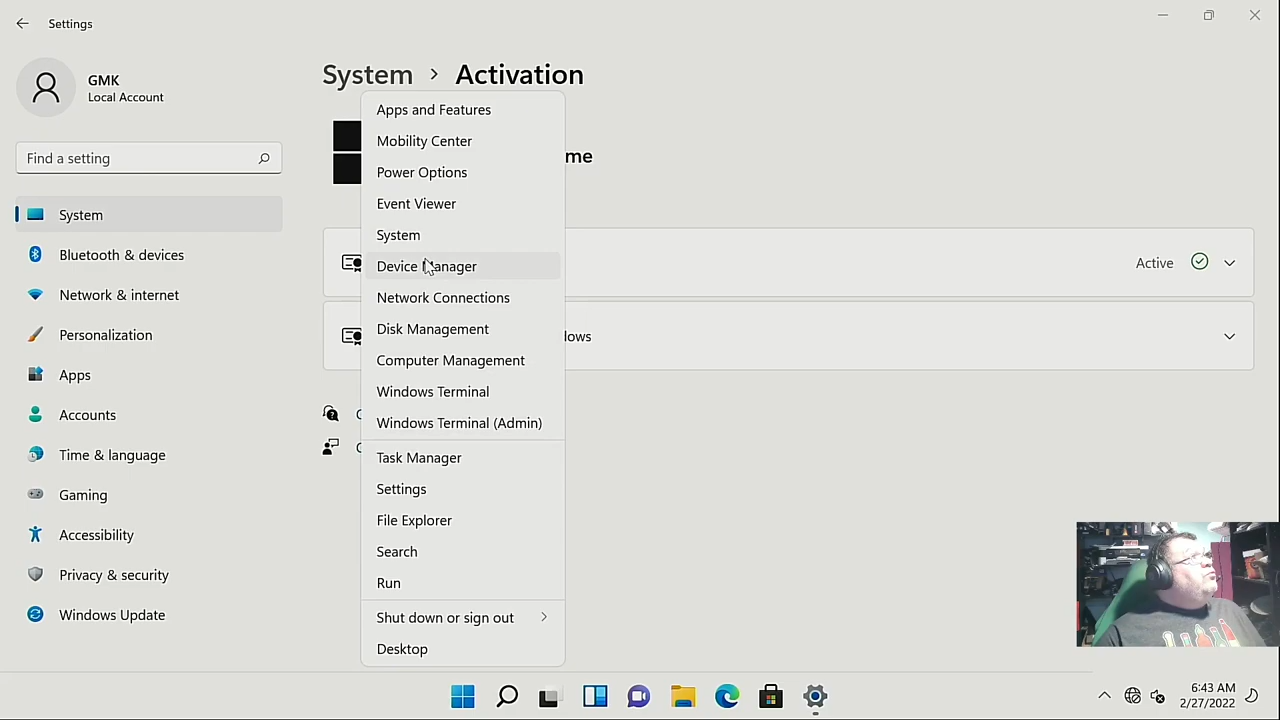 Settings
GMK
Local Account
Find a setting
System
Bluetooth & devices
Network & internet
Personalization
Apps
Accounts
Time & language
Gaming
Accessibility
Privacy & security
Windows Update
System > Activation
me
Active
lows
Apps and Features
Mobility Center
Power Options
Event Viewer
System
Device Manager
Network Connections
Disk Management
Computer Management
Windows Terminal
Windows Terminal (Admin)
Task Manager
Settings
File Explorer
Search
Run
Shut down or sign out >
Desktop
6:43 AM
2/27/2022